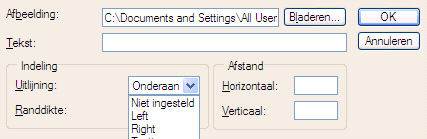 Afbeelding: C:\Documents and Settings\All User Bladeren... OK
Tekst: Annuleren
Indeling Afstand
Uitlijning: Onderaan Horizontaal:
Randdikte: Niet ingesteld Verticaal:
Left
Right